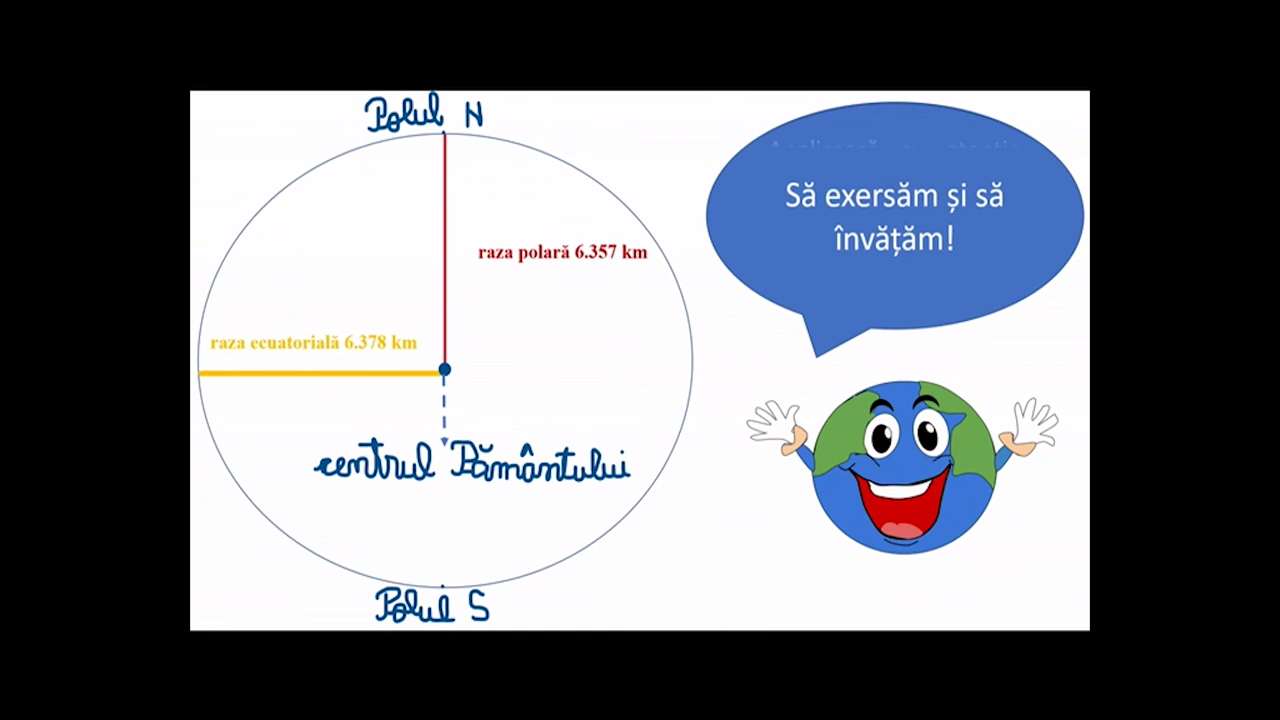 Polul N
raza polară 6.357 km
raza ecuatorială 6.378 km
centrul Pământului
Polul S
Să exersăm și să
învățăm!